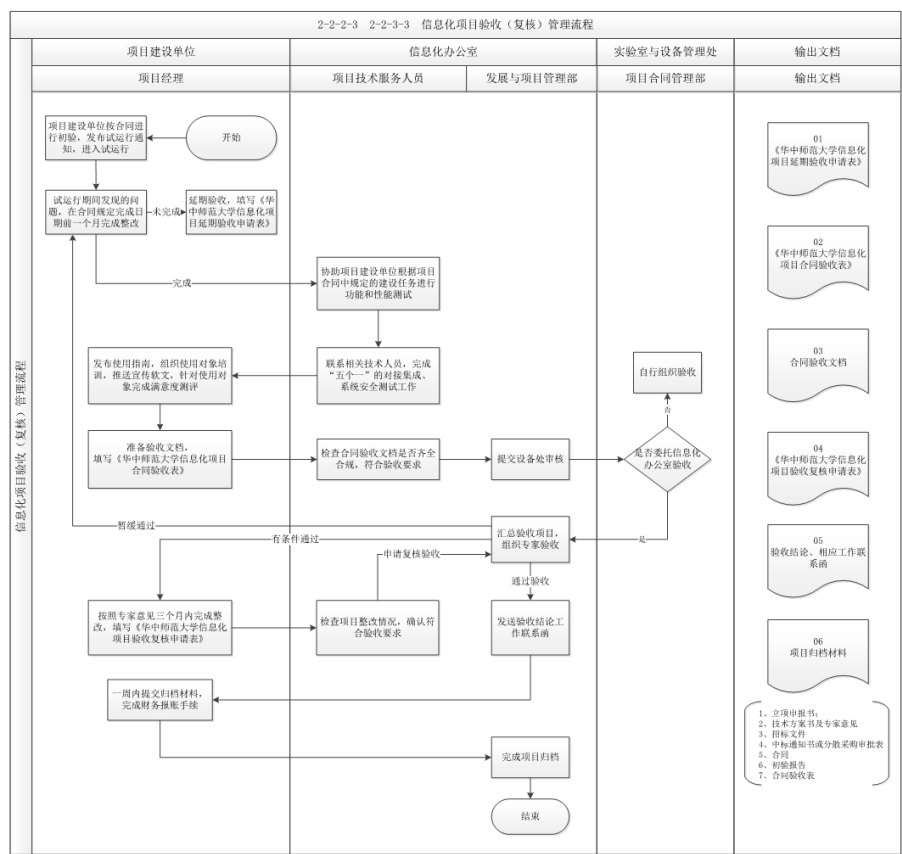 2-2-2-3 2-2-3-3 信息化项目验收（复核）管理流程
项目建设单位
信息化办公室
实验室与设备管理处
输出文档
项目经理
项目技术服务人员
发展与项目管理部
项目合同管理部
输出文档
信息化项目验收（复核）管理流程
项目建设单位按合同进
行初验，发布试运行通
知，进入试运行
开始
试运行期间发现的问
题，在合同规定完成日
期前一个月完成整改
未完成
延期验收，填写《华
中师范大学信息化项
目延期验收申请表》
完成
协助项目建设单位根据项目
合同中规定的建设任务进行
功能和性能测试
发布使用指南，组织使用对象培
训，推送宣传软文，针对使用对
象完成满意度测评
联系相关技术人员，完成
“五个一”的对接集成、
系统安全测试工作
自行组织验收
否
准备验收文档，
填写《华中师范大学信息化项目
合同验收表》
检查合同验收文档是否齐全
合规，符合验收要求
提交设备处审核
是否委托信息化
办公室验收
暂缓通过
有条件通过
申请复核验收
汇总验收项目，
组织专家验收
是
通过验收
按照专家意见三个月内完成整
改，填写《华中师范大学信息化
项目验收复核申请表》
检查项目整改情况，确认符
合验收要求
发送验收结论工
作联系函
一周内提交归档材料，
完成财务报账手续
完成项目归档
结束
01
《华中师范大学信息化
项目延期验收申请表》
02
《华中师范大学信息化
项目合同验收表》
03
合同验收文档
04
《华中师范大学信息化
项目验收复核申请表》
05
验收结论、相应工作联
系函
06
项目归档材料
1、立项申报书；
2、技术方案书及专家意见
3、招标文件
4、中标通知书或分散采购审批表
5、合同
6、初验报告
7、合同验收表